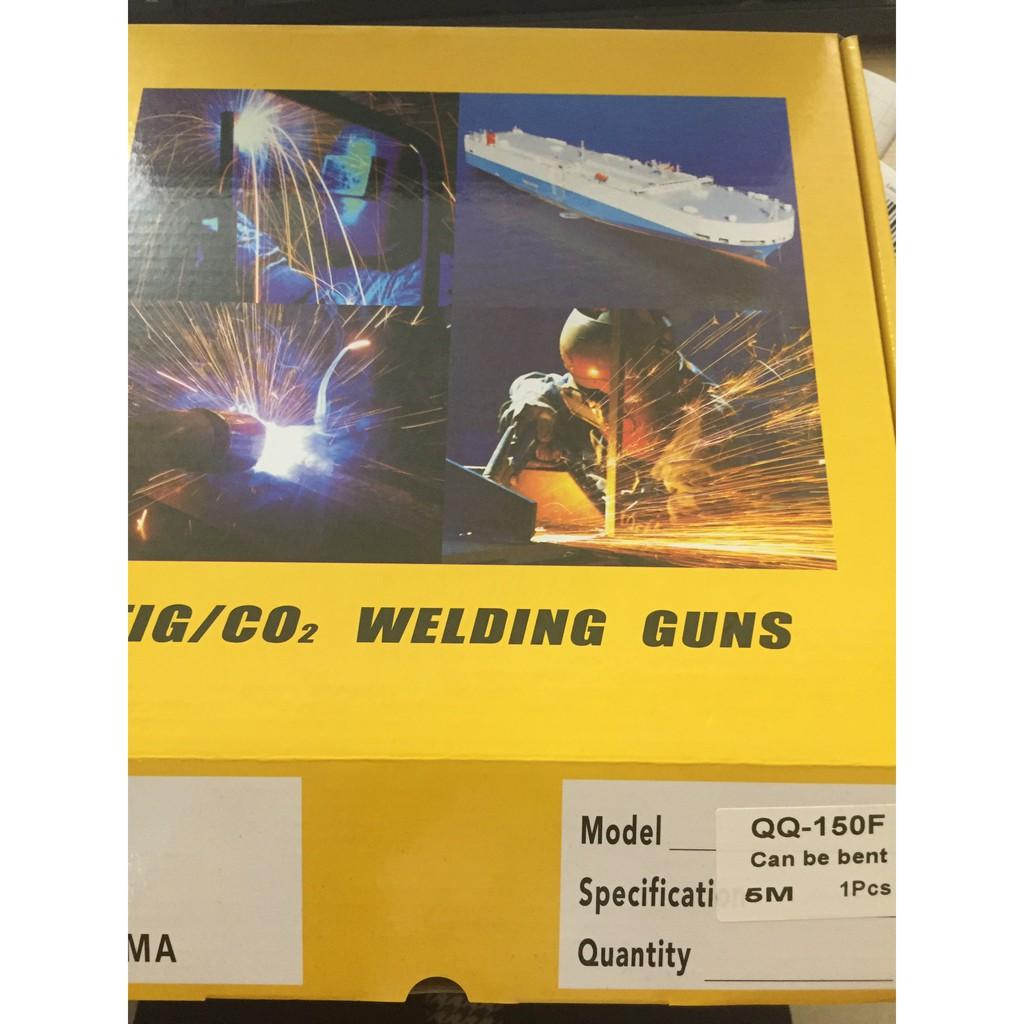 IG/CO₂ WELDING GUNS
Model
QQ-150F
Can be bent
Specificati
5M 1Pcs
Quantity
MA